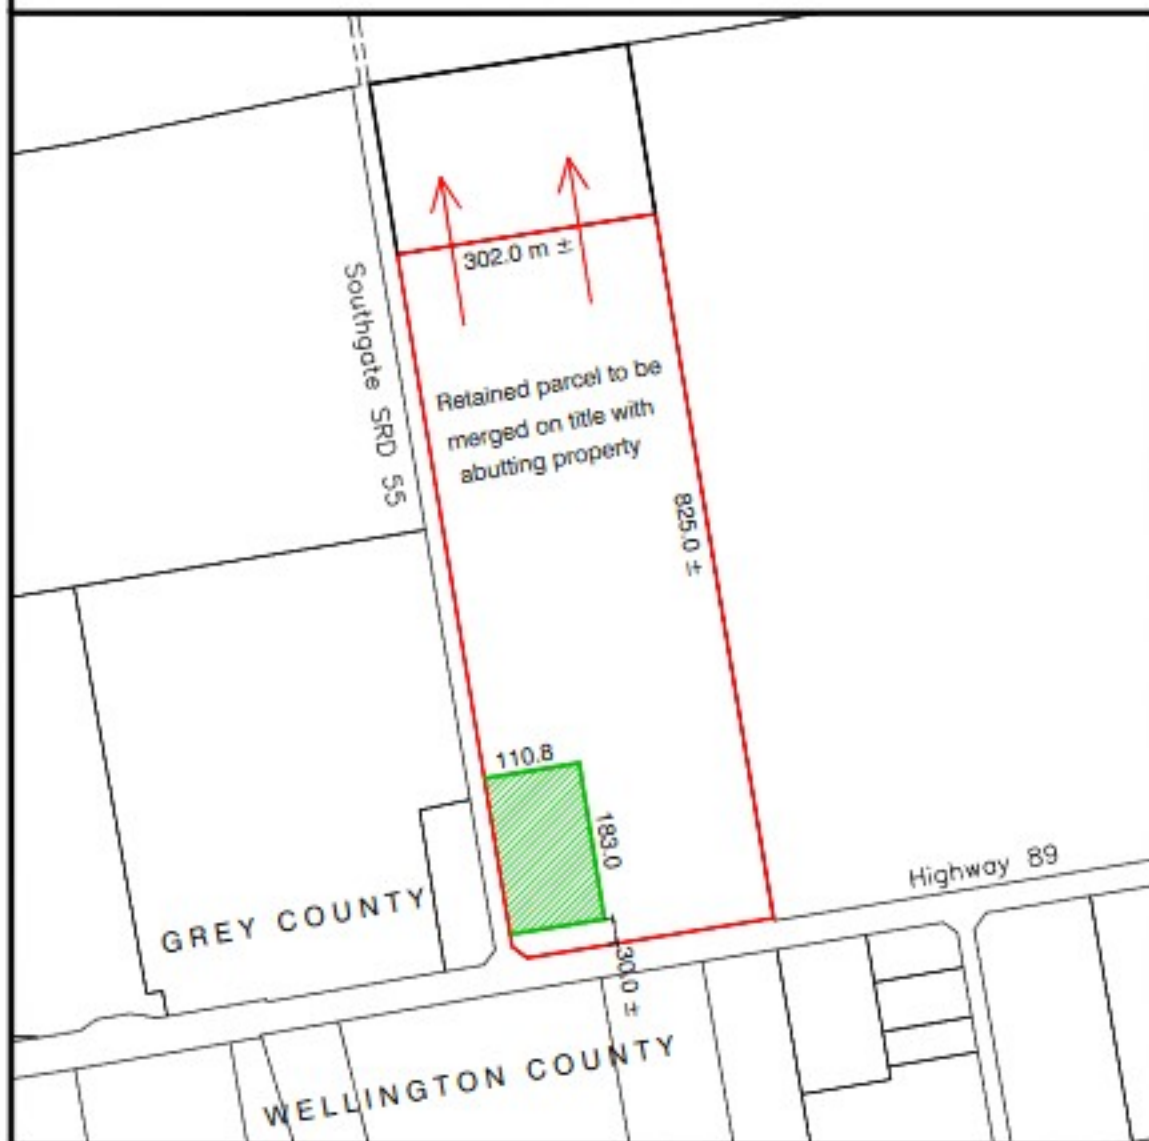 302.0 m ±
Southgate SRD 55
Retained parcel to be
merged on title with
abutting property
825.0 ±
110.8
183.0
Highway 89
GREY COUNTY
30.0 ±
WELLINGTON COUNTY